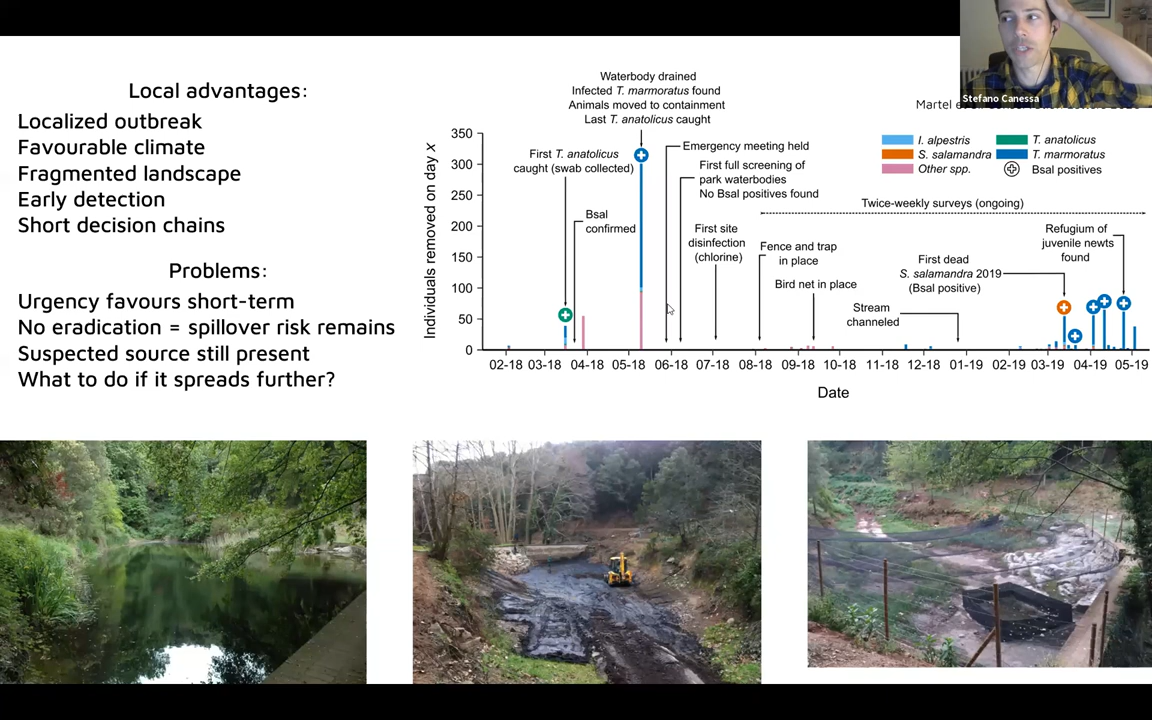 Local advantages:
Localized outbreak
Favourable climate
Fragmented landscape
Early detection
Short decision chains
Problems:
Urgency favours short-term
No eradication = spillover risk remains
Suspected source still present
What to do if it spreads further?
Stefano Canessa
Martel et
Waterbody drained
Infected T. marmoratus found
Animals moved to containment
Last T. anatolicus caught
First T. anatolicus
caught (swab collected)
Bsal
confirmed
Emergency meeting held
First full screening of
park waterbodies
No Bsal positives found
First site
disinfection
(chlorine)
Fence and trap
in place
Bird net in place
Stream
channeled
Twice-weekly surveys (ongoing)
First dead
S. salamandra 2019
(Bsal positive)
Refugium of
juvenile newts
found
I. alpestris
S. salamandra
Other spp.
T. anatolicus
T. marmoratus
Bsal positives
Individuals removed on day x
350
300
250
200
150
100
50
0
02-18 03-18 04-18 05-18 06-18 07-18 08-18 09-18 10-18 11-18 12-18 01-19 02-19 03-19 04-19 05-19
Date